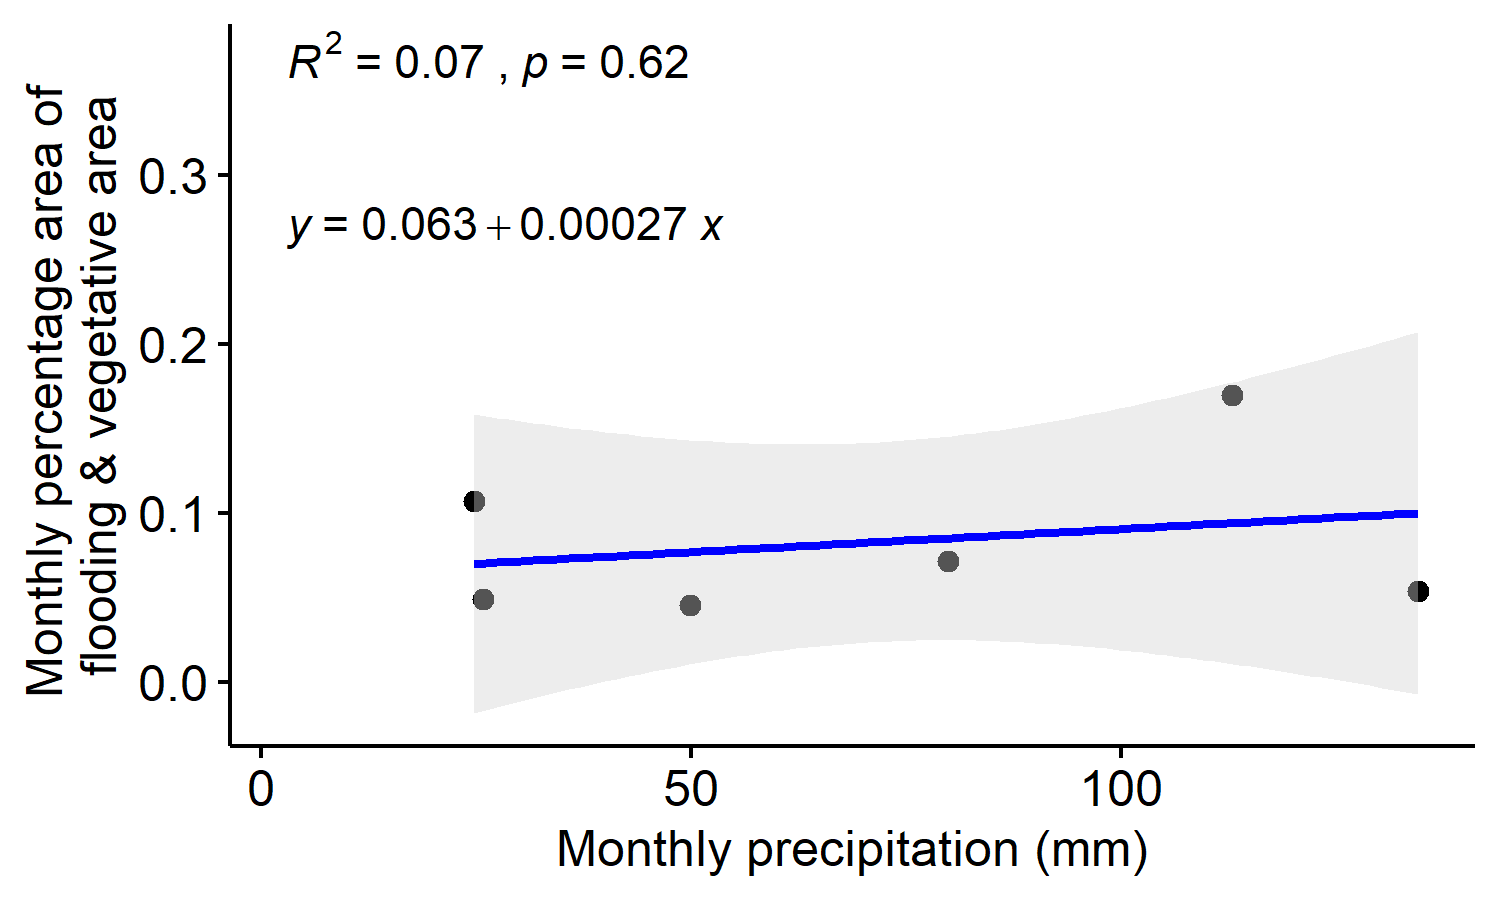 R² = 0.07 , p = 0.62
y = 0.063 + 0.00027 x
Monthly percentage area of
flooding & vegetative area
0.3
0.2
0.1
0.0
0 50 100
Monthly precipitation (mm)